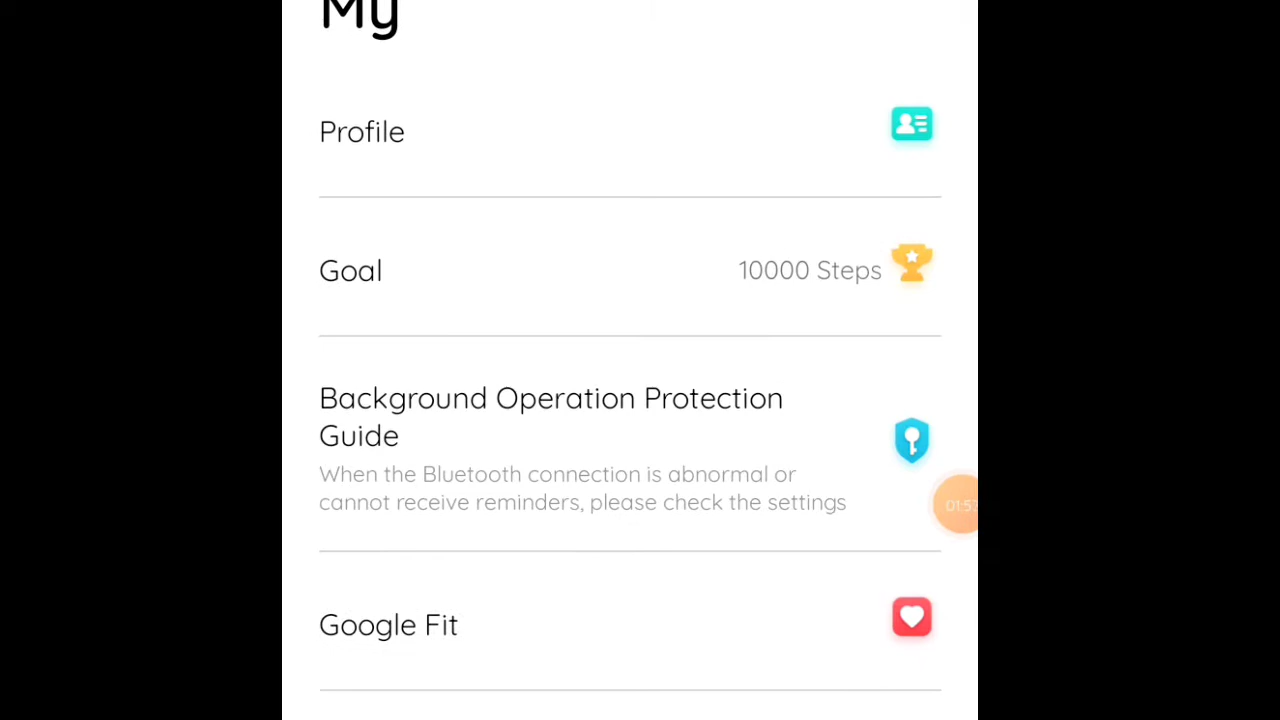 My
Profile
Goal
10000 Steps
Background Operation Protection
Guide
When the Bluetooth connection is abnormal or
cannot receive reminders, please check the settings
Google Fit